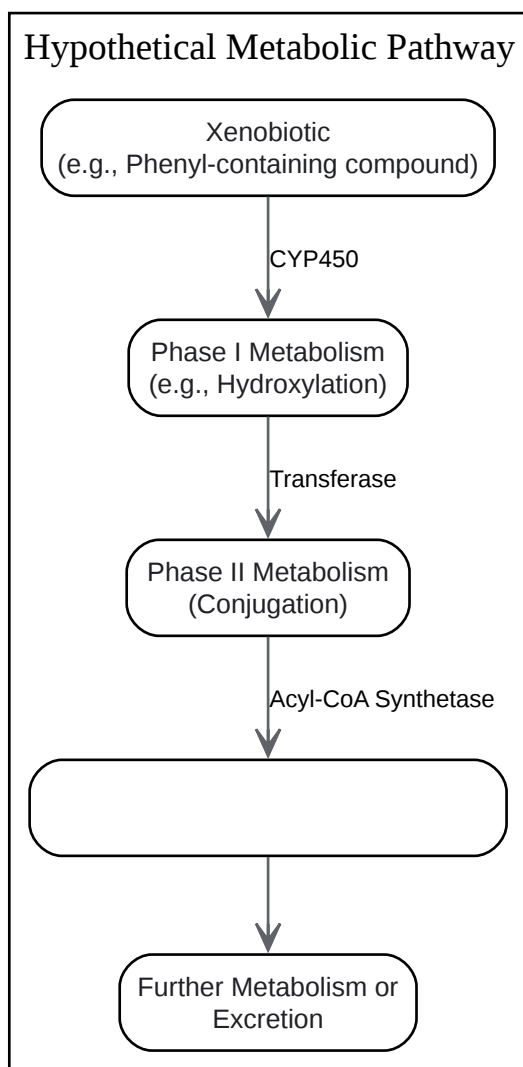 Hypothetical Metabolic Pathway
Xenobiotic
(e.g., Phenyl-containing compound)
CYP450
Phase I Metabolism
(e.g., Hydroxylation)
Transferase
Phase II Metabolism
(Conjugation)
Acyl-CoA Synthetase
Further Metabolism or
Excretion